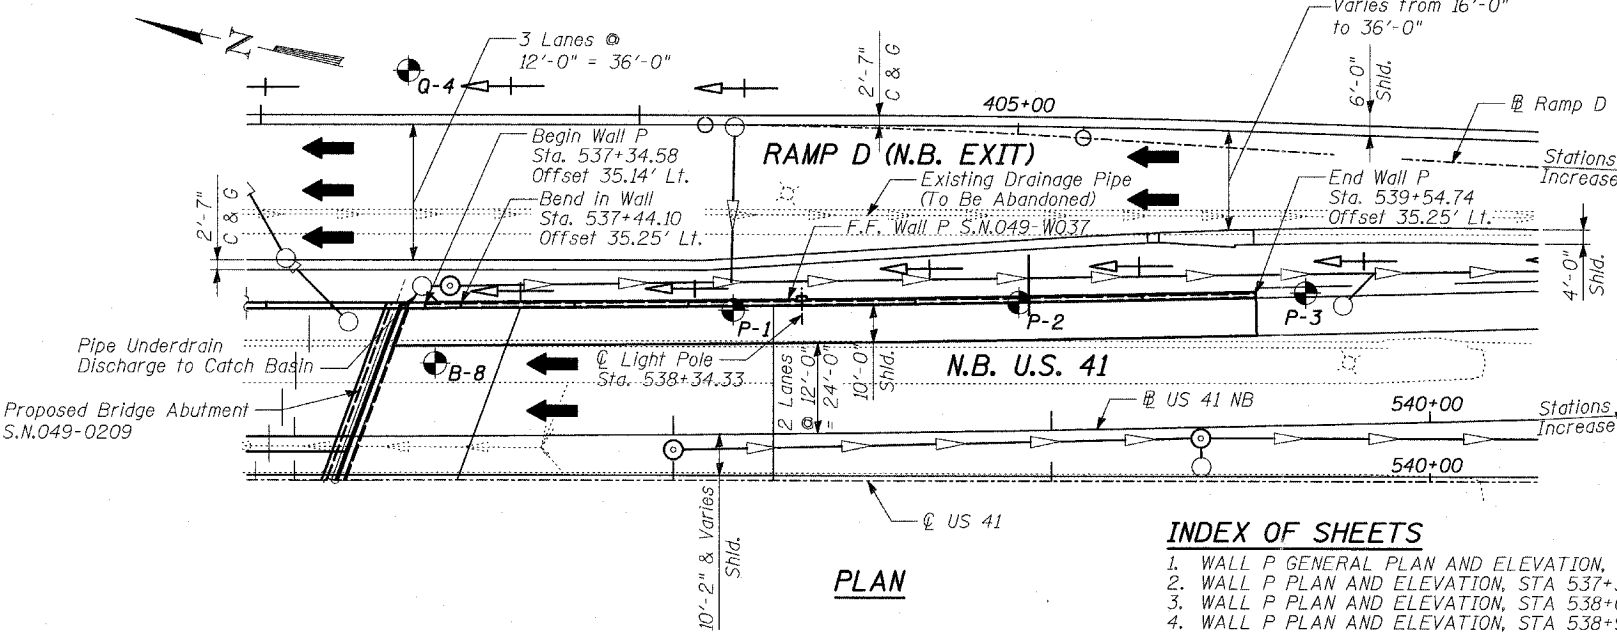 N
3 Lanes @
12'-0" = 36'-0"
Q-4
2'-7"
C & G
405+00
Varies from 16'-0"
to 36'-0"
6'-0"
Shld.
℄ Ramp D
Begin Wall P
Sta. 537+34.58
Offset 35.14' Lt.
RAMP D (N.B. EXIT)
Stations
Increase
Existing Drainage Pipe
(To Be Abandoned)
End Wall P
Sta. 539+54.74
Offset 35.25' Lt.
Bend in Wall
Sta. 537+44.10
Offset 35.25' Lt.
2'-7"
C & G
F.F. Wall P S.N.049-W037
4'-0"
Shld.
P-1
P-2
P-3
Pipe Underdrain
Discharge to Catch Basin
B-8
℄ Light Pole
Sta. 538+34.33
2 Lanes
@ 12'-0"
= 24'-0"
10'-0"
Shld.
N.B. U.S. 41
Proposed Bridge Abutment
S.N.049-0209
US 41 NB
540+00
Stations
Increase
540+00
℄ US 41
10'-2" & Varies
Shld.
PLAN
INDEX OF SHEETS
1. WALL P GENERAL PLAN AND ELEVATION,
2. WALL P PLAN AND ELEVATION, STA 537+
3. WALL P PLAN AND ELEVATION, STA 538+
4. WALL P PLAN AND ELEVATION, STA 538+